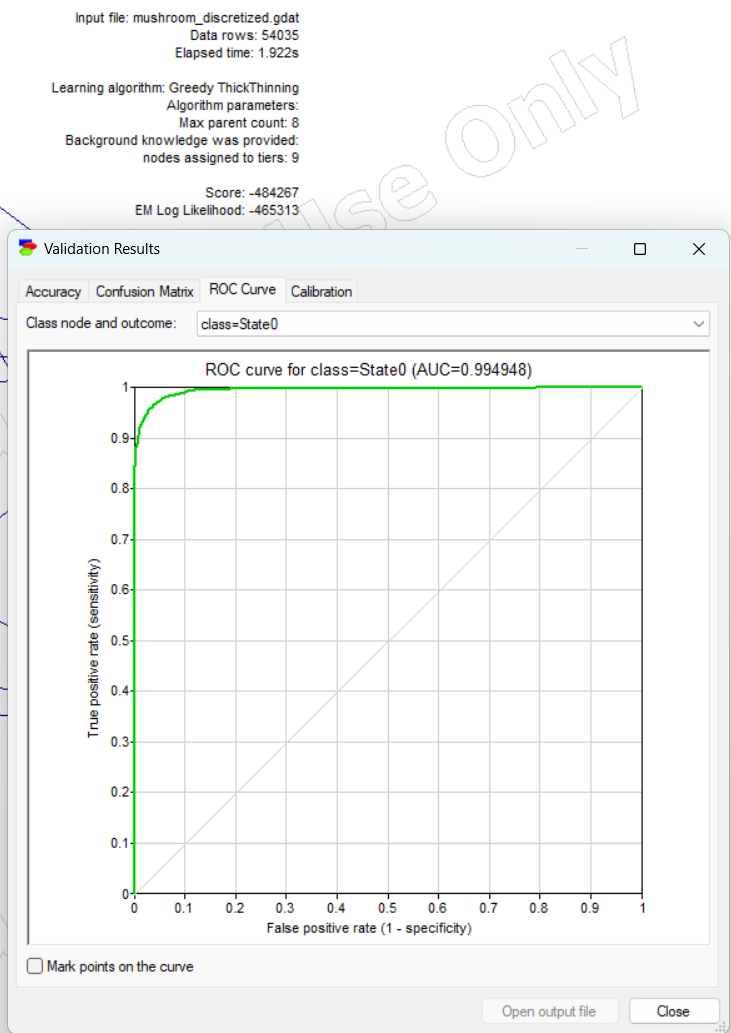 Input file: mushroom_discretized.gdat
Data rows: 54035
Elapsed time: 1.922s
Learning algorithm: Greedy ThickThinning
Algorithm parameters:
Max parent count: 8
Background knowledge was provided:
nodes assigned to tiers: 9
Score: -484267
EM Log Likelihood: -465313
Use Only
Validation Results
Accuracy Confusion Matrix ROC Curve Calibration
Class node and outcome: class=State0
ROC curve for class=State0 (AUC=0.994948)
True positive rate (sensitivity)
1
0.9
0.8
0.7
0.6
0.5
0.4
0.3
0.2
0.1
0
0 0.1 0.2 0.3 0.4 0.5 0.6 0.7 0.8 0.9 1
False positive rate (1 - specificity)
Mark points on the curve
Open output file Close